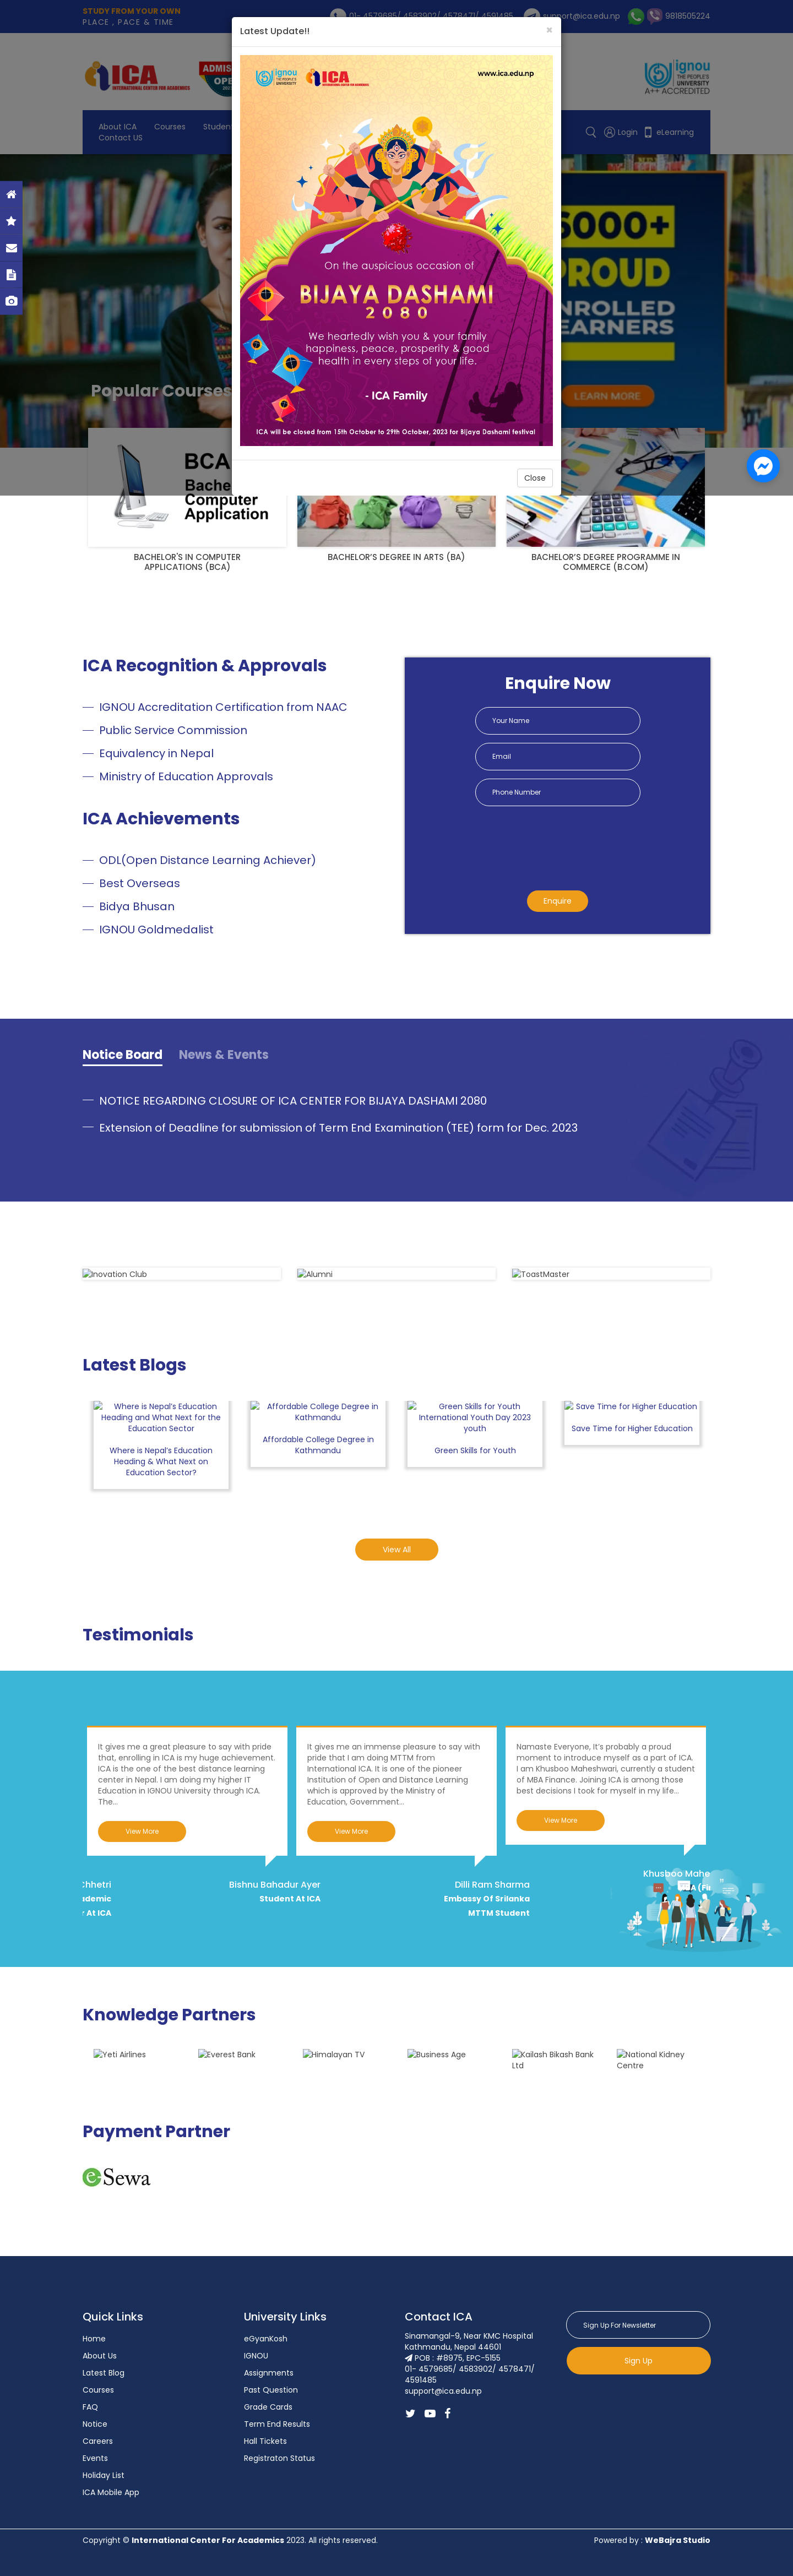 STUDY FROM YOUR OWN
PLACE , PACE & TIME
01- 4579685/ 4583902/ 4578471/ 4591485
support@ica.edu.np
9818505224
Latest Update!!
×
ICA
INTERNATIONAL CENTER FOR ACADEMICS
ignou
THE PEOPLE'S
UNIVERSITY
A++ ACCREDITED
About ICA
Courses
Contact US
Login
eLearning
ignou
THE PEOPLE'S
UNIVERSITY
ICA
www.ica.edu.np
On the auspicious occasion of
BIJAYA DASHAMI
2080
We heartedly wish you & your family
happiness, peace, prosperity & good
health in every steps of your life.
- ICA Family
ICA will be closed from 15th October to 29th October, 2023 for Bijaya Dashami festival
Close
5000+
PROUD
ENROLLED
LEARNERS
LEARN MORE
Popular Courses
BCA
Computer
Application
BACHELOR'S IN COMPUTER
APPLICATIONS (BCA)
BACHELOR'S DEGREE IN ARTS (BA)
BACHELOR'S DEGREE PROGRAMME IN
COMMERCE (B.COM)
ICA Recognition & Approvals
IGNOU Accreditation Certification from NAAC
Public Service Commission
Equivalency in Nepal
Ministry of Education Approvals
ICA Achievements
ODL(Open Distance Learning Achiever)
Best Overseas
Bidya Bhusan
IGNOU Goldmedalist
Enquire Now
Your Name
Email
Phone Number
Enquire
Notice Board
News & Events
NOTICE REGARDING CLOSURE OF ICA CENTER FOR BIJAYA DASHAMI 2080
Extension of Deadline for submission of Term End Examination (TEE) form for Dec. 2023
Inovation Club
Alumni
ToastMaster
Latest Blogs
Where is Nepal's Education
Heading and What Next for the
Education Sector
Where is Nepal's Education
Heading & What Next on
Education Sector?
Affordable College Degree in
Kathmandu
Affordable College Degree in
Kathmandu
Green Skills for Youth
International Youth Day 2023
youth
Green Skills for Youth
Save Time for Higher Education
Save Time for Higher Education
View All
Testimonials
It gives me a great pleasure to say with pride
that, enrolling in ICA is my huge achievement.
ICA is the one of the best distance learning
center in Nepal. I am doing my higher IT
Education in IGNOU University through ICA.
The...
View More
It gives me an immense pleasure to say with
pride that I am doing MTTM from
International ICA. It is one of the pioneer
Institution of Open and Distance Learning
which is approved by the Ministry of
Education, Government...
View More
Namaste Everyone, It's probably a proud
moment to introduce myself as a part of ICA.
I am Khusboo Maheshwari, currently a student
of MBA Finance. Joining ICA is among those
best decisions I took for myself in my life...
View More
Bishnu Bahadur Ayer
Student At ICA
Dilli Ram Sharma
Embassy Of Srilanka
MTTM Student
Khusboo Mahe
At ICA
Knowledge Partners
Yeti Airlines
Everest Bank
Himalayan TV
Business Age
Kailash Bikash Bank
Ltd
National Kidney
Centre
Payment Partner
eSewa
Quick Links
Home
About Us
Latest Blog
Courses
FAQ
Notice
Careers
Events
Holiday List
ICA Mobile App
University Links
eGyanKosh
IGNOU
Assignments
Past Question
Grade Cards
Term End Results
Hall Tickets
Registraton Status
Contact ICA
Sinamangal-9, Near KMC Hospital
Kathmandu, Nepal 44601
POB : #8975, EPC-5155
01- 4579685/ 4583902/ 4578471/
4591485
support@ica.edu.np
Sign Up For Newsletter
Sign Up
Copyright © International Center For Academics 2023. All rights reserved.
Powered by : WeBajra Studio